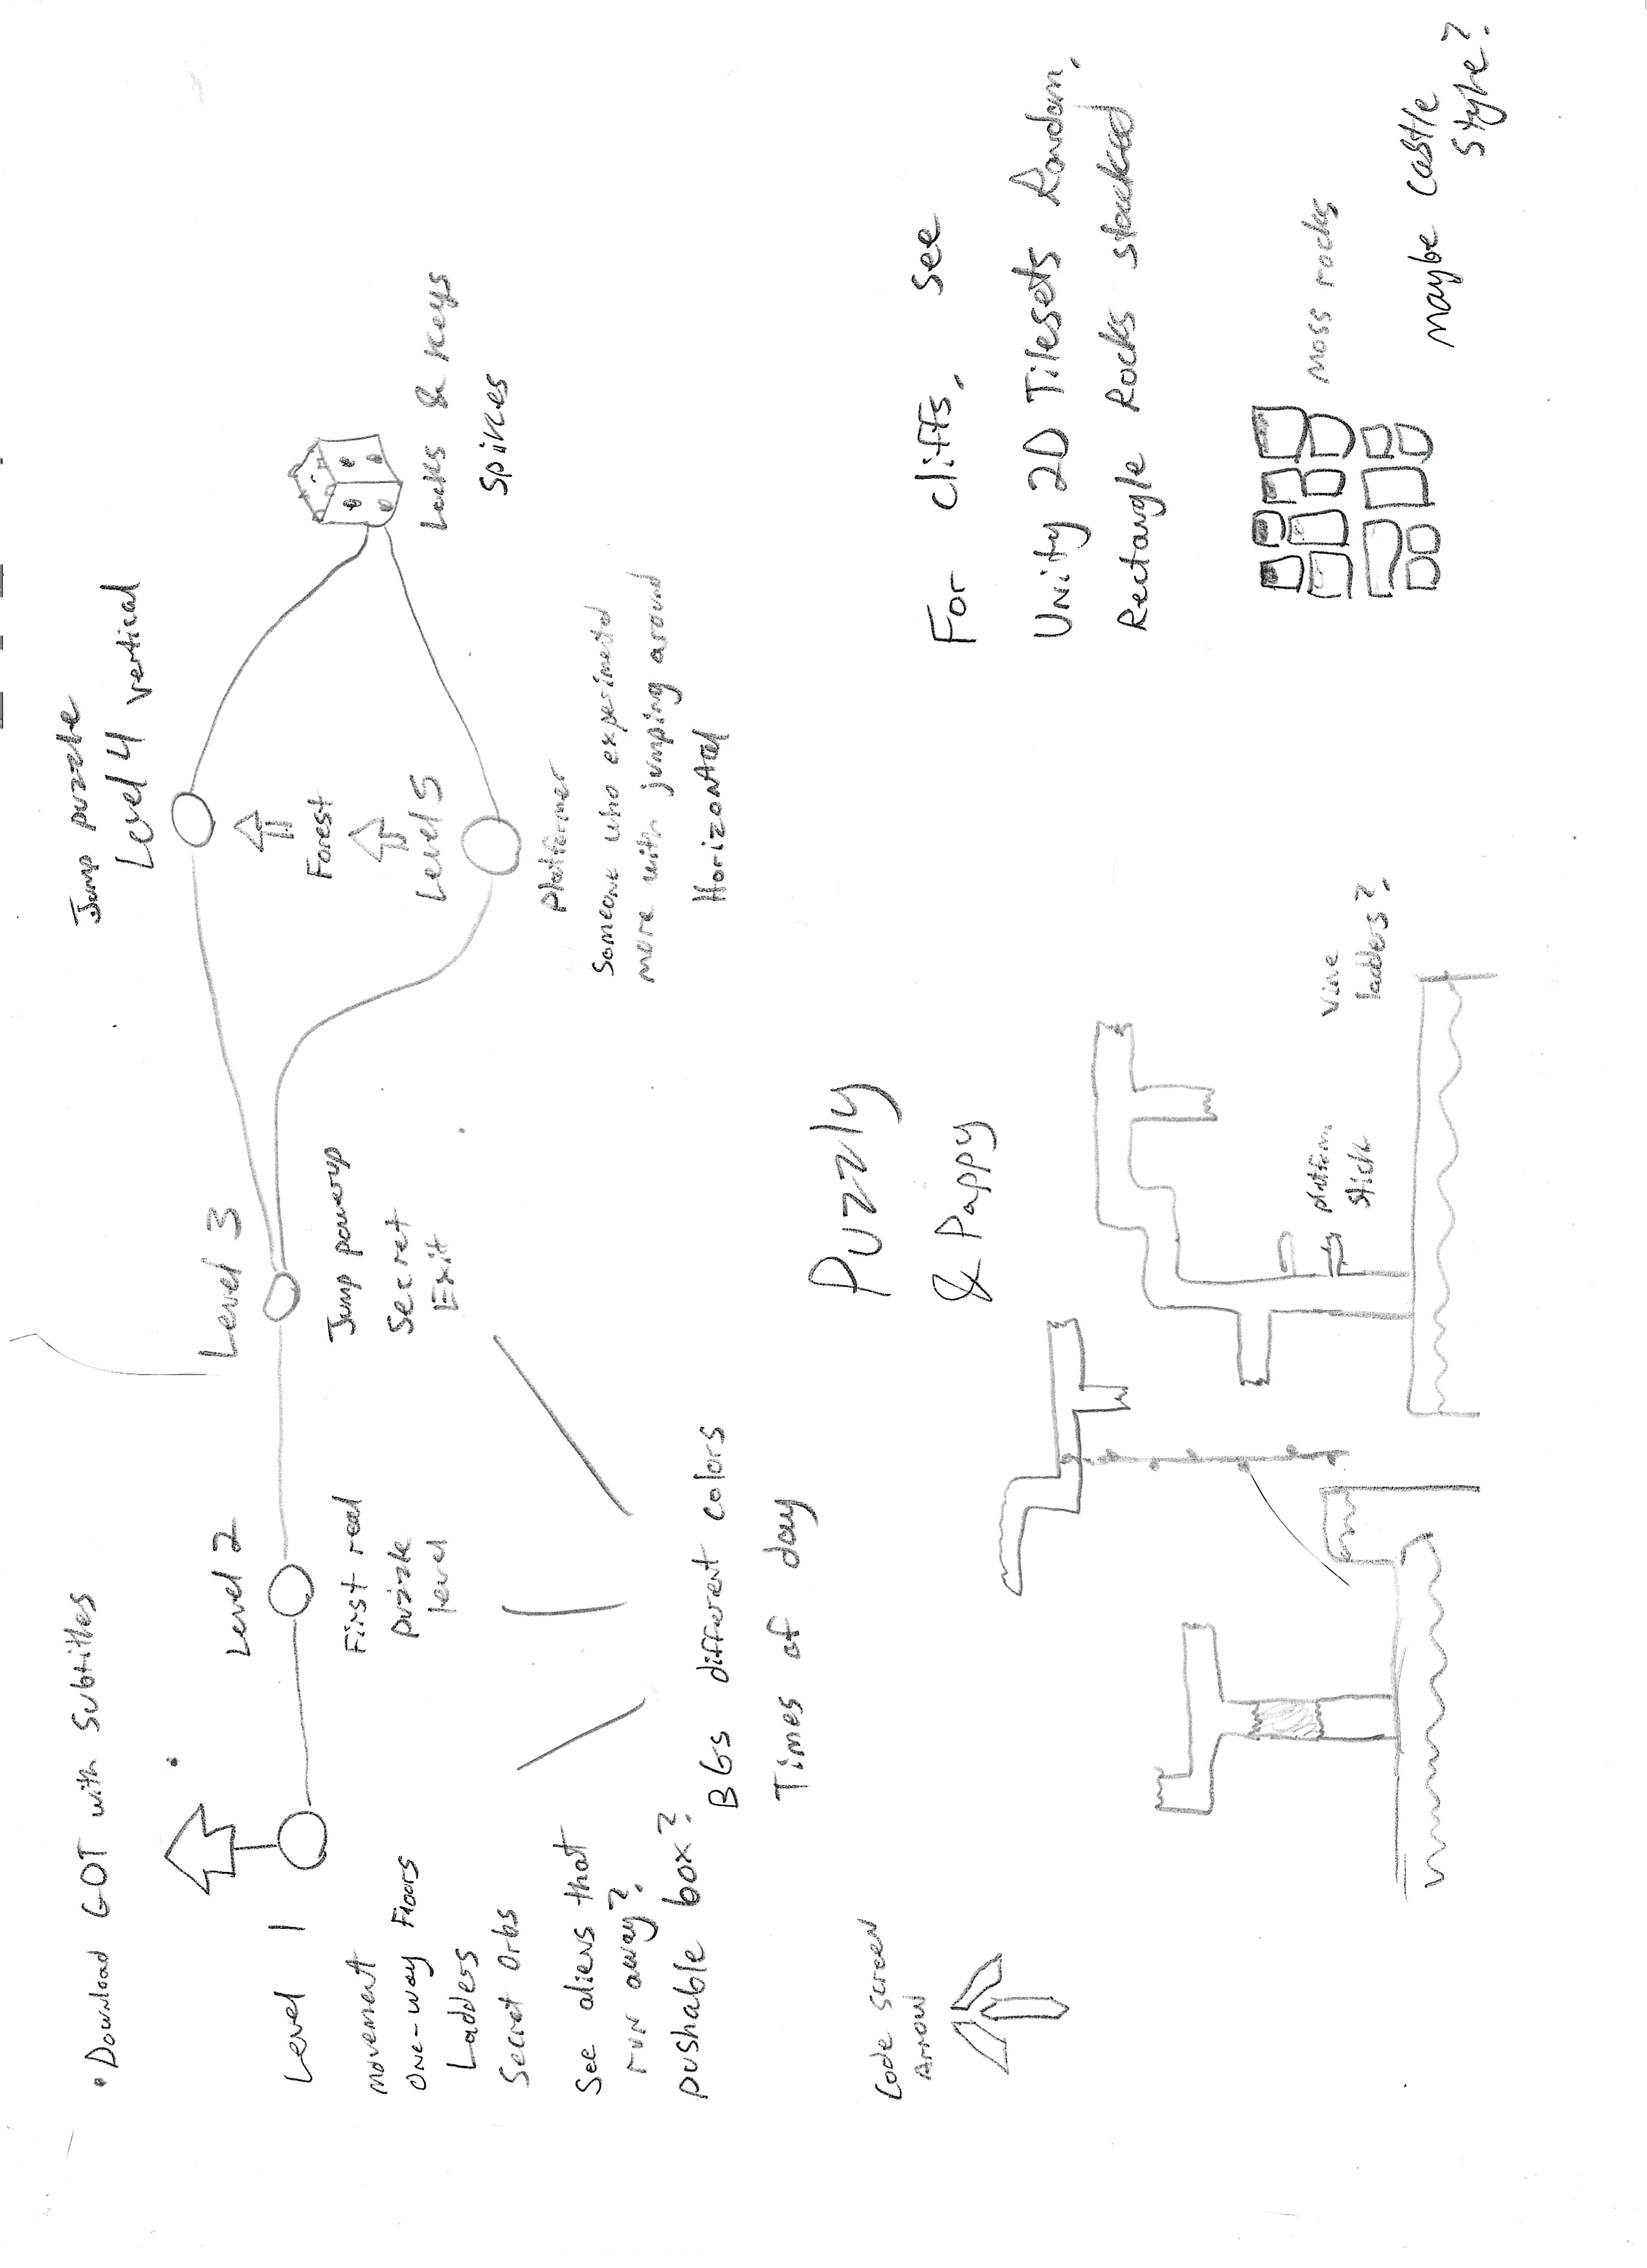 • Download GOT with Subtitles
Level 1
movement
One-way Floors
Ladders
Secret Orbs
See aliens that
run away?
pushable box?
Level 2
First real
puzzle
level
Level 3
Jump powerup
Secret
Exit
BGs different colors
Times of day
Jump puzzle
Level 4 vertical
Forest
Level 5
platformer
Someone who experimented
more with jumping around
Horizontal
Locks & Keys
Spikes
Code screen
Arrow
Puzzly
& Pappy
platform
stick
Vine
ladders?
For cliffs, see
Unity 2D Tilesets Random,
Rectangle Rocks stacked
moss rocks
maybe castle
style?